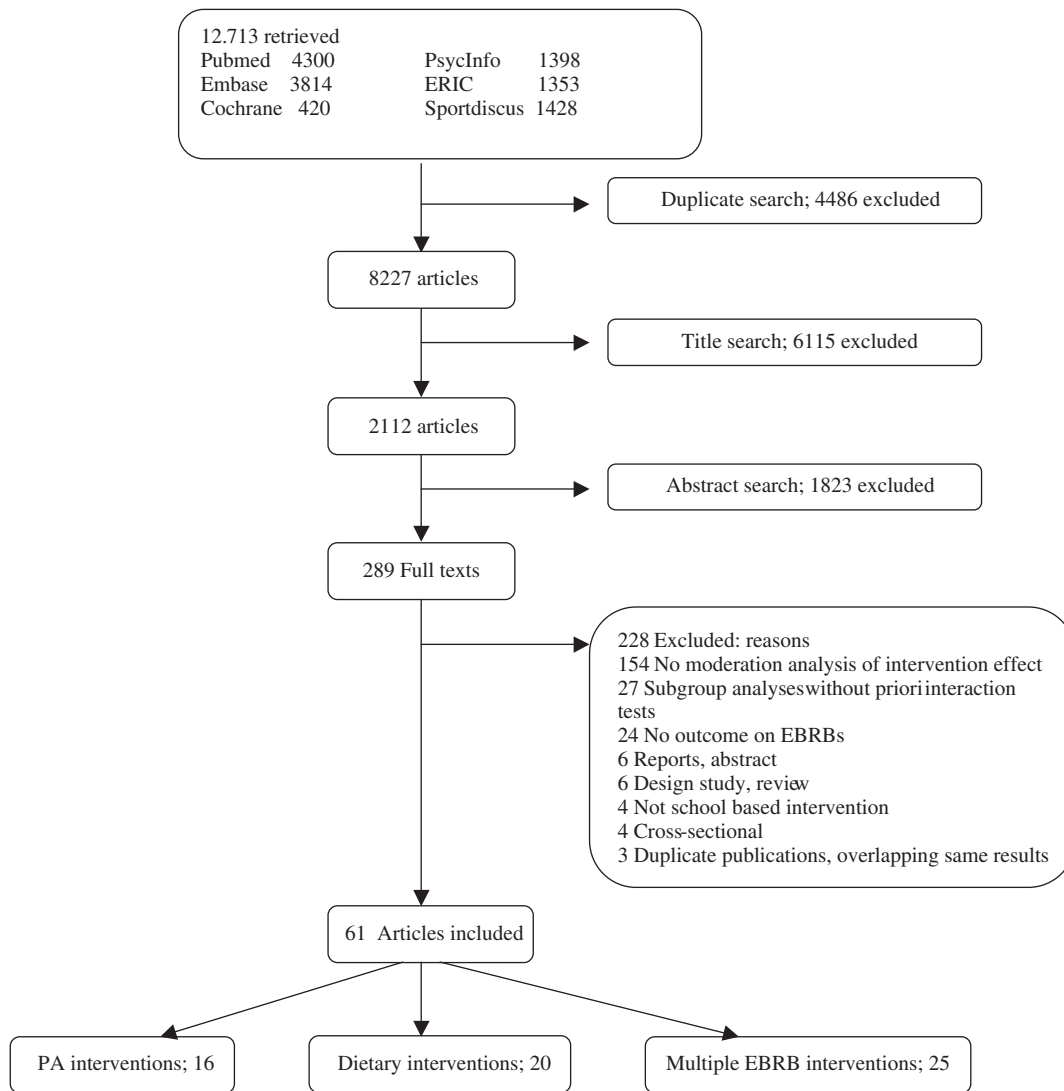 12.713 retrieved
Pubmed 4300 PsycInfo 1398
Embase 3814 ERIC 1353
Cochrane 420 Sportdiscus 1428
Duplicate search; 4486 excluded
8227 articles
Title search; 6115 excluded
2112 articles
Abstract search; 1823 excluded
289 Full texts
228 Excluded: reasons
154 No moderation analysis of intervention effect
27 Subgroup analyseswithout prioriinteraction
tests
24 No outcome on EBRBs
6 Reports, abstract
6 Design study, review
4 Not school based intervention
4 Cross-sectional
3 Duplicate publications, overlapping same results
61 Articles included
PA interventions; 16
Dietary interventions; 20
Multiple EBRB interventions; 25